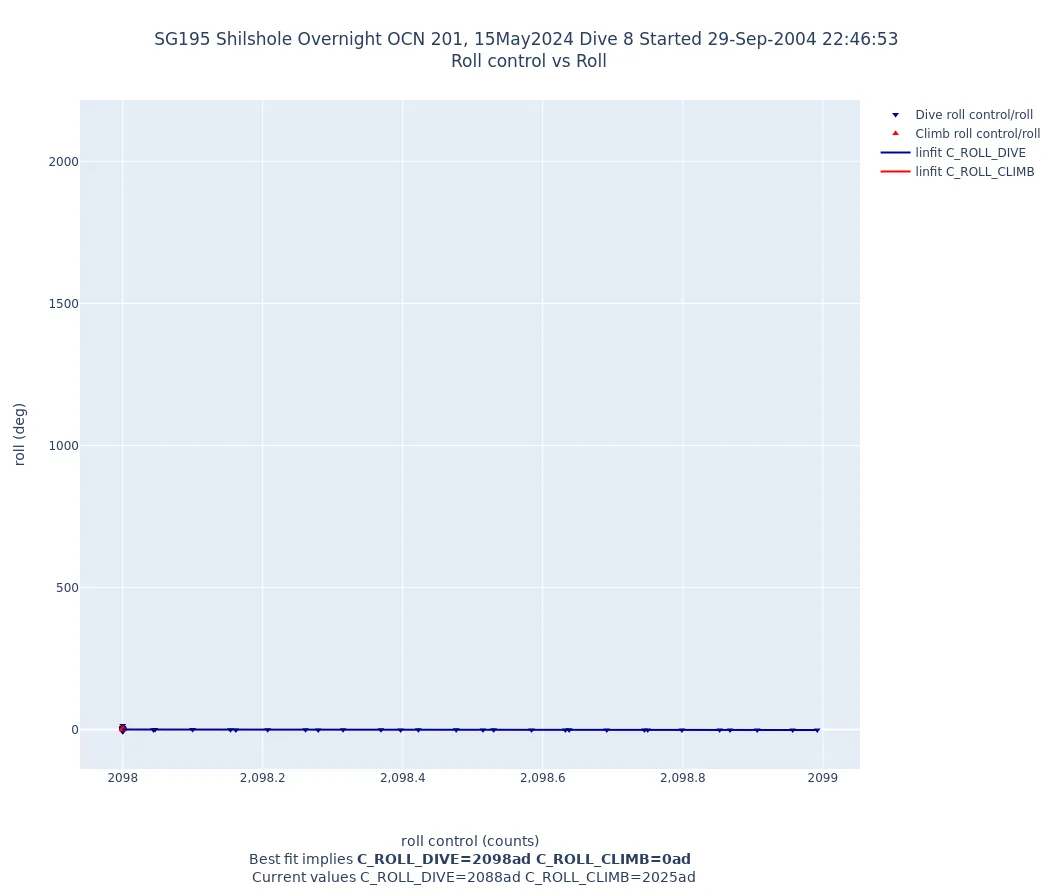 SG195 Shilshole Overnight OCN 201, 15May2024 Dive 8 Started 29-Sep-2004 22:46:53
Roll control vs Roll
Dive roll control/roll
Climb roll control/roll
linfit C_ROLL_DIVE
linfit C_ROLL_CLIMB
2000
1500
1000
500
0
roll (deg)
2098 2,098.2 2,098.4 2,098.6 2,098.8 2099
roll control (counts)
Best fit implies C_ROLL_DIVE=2098ad C_ROLL_CLIMB=0ad
Current values C_ROLL_DIVE=2088ad C_ROLL_CLIMB=2025ad